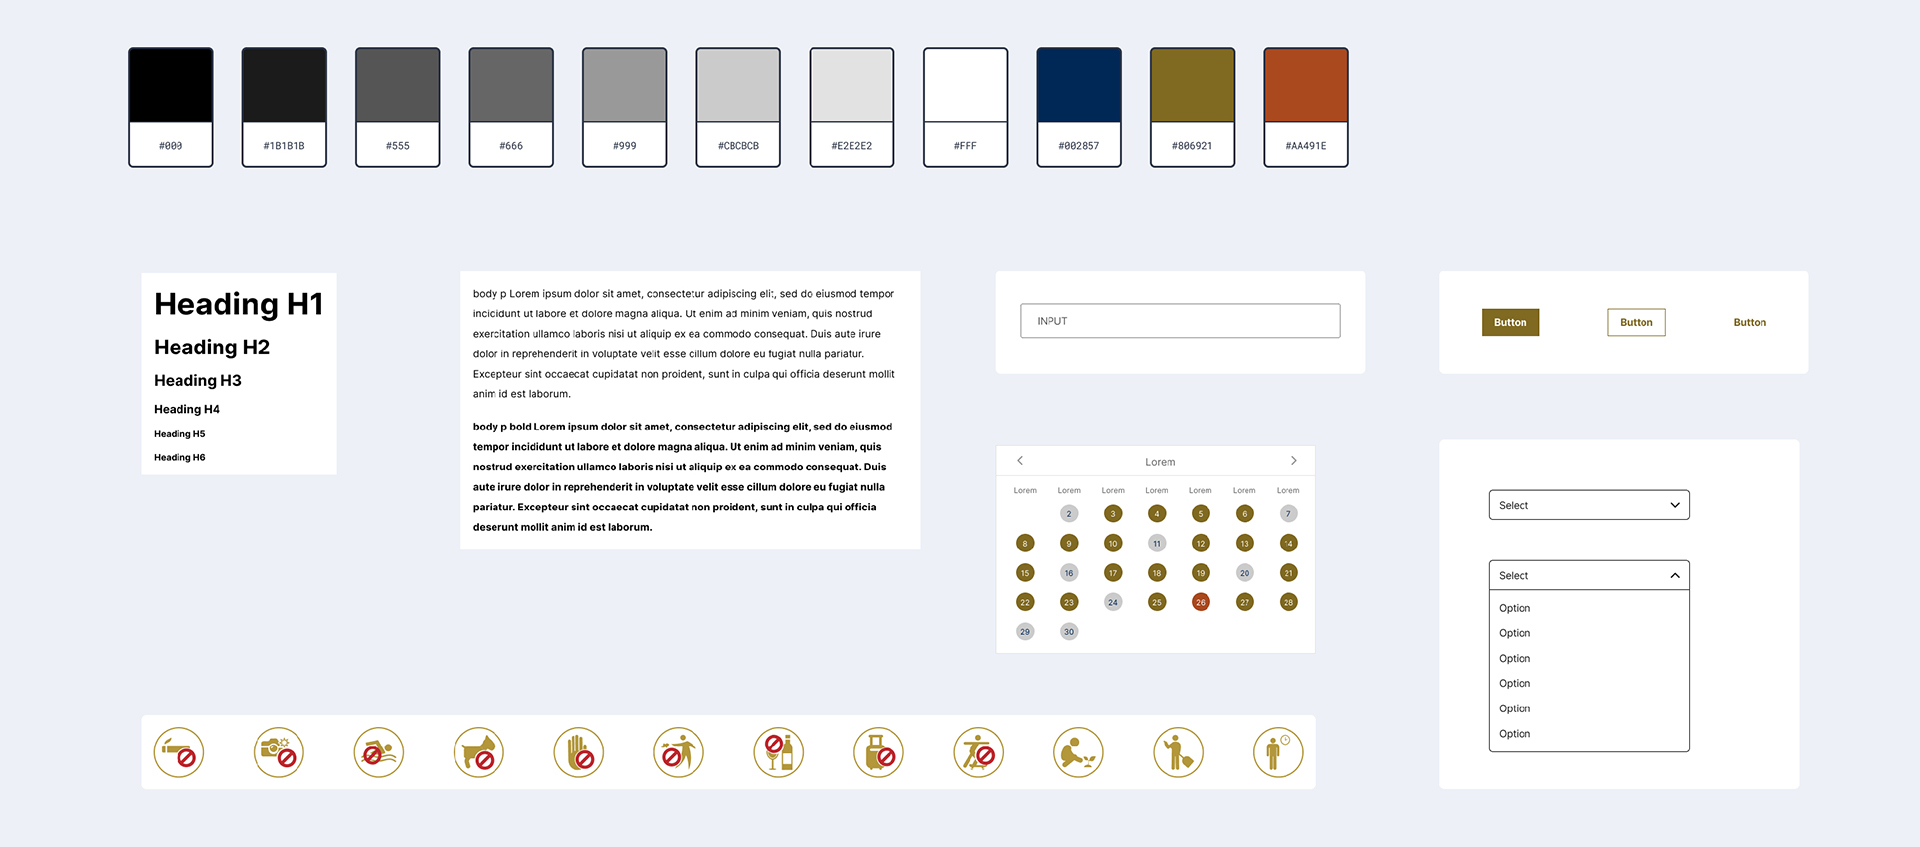 #000 #1B1B1B #555 #666 #999 #CBCBCB #E2E2E2 #FFF #002857 #806921 #AA491E
Heading H1
Heading H2
Heading H3
Heading H4
Heading H5
Heading H6
body p Lorem ipsum dolor sit amet, consectetur adipiscing elit, sed do eiusmod tempor
incicidunt ut labore et dolore magna aliqua. Ut enim ad minim veniam, quis nostrud
exercitation ullamco laboris nisi ut aliquip ex ea commodo consequat. Duis aute irure
dolor in reprehenderit in voluptate velit esse cillum dolore eu fugiat nulla pariatur.
Excepteur sint occaecat cupidatat non proident, sunt in culpa qui officia deserunt mollit
anim id est laborum.
body p bold Lorem ipsum dolor sit amet, consectetur adipiscing elit, sed do eiusmod
tempor incididunt ut labore et dolore magna aliqua. Ut enim ad minim veniam, quis
nostrud exercitation ullamco laboris nisi ut aliquip ex ea commodo consequat. Duis
aute irure dolor in reprehenderit in voluptate velit esse cillum dolore eu fugiat nulla
pariatur. Excepteur sint occaecat cupidatat non proident, sunt in culpa qui officia
deserunt mollit anim id est laborum.
INPUT
Button Button Button
Lorem
Lorem Lorem Lorem Lorem Lorem Lorem Lorem
2 3 4 5 6 7
8 9 10 11 12 13 14
15 16 17 18 19 20 21
22 23 24 25 26 27 28
29 30
Select
Select
Option
Option
Option
Option
Option
Option